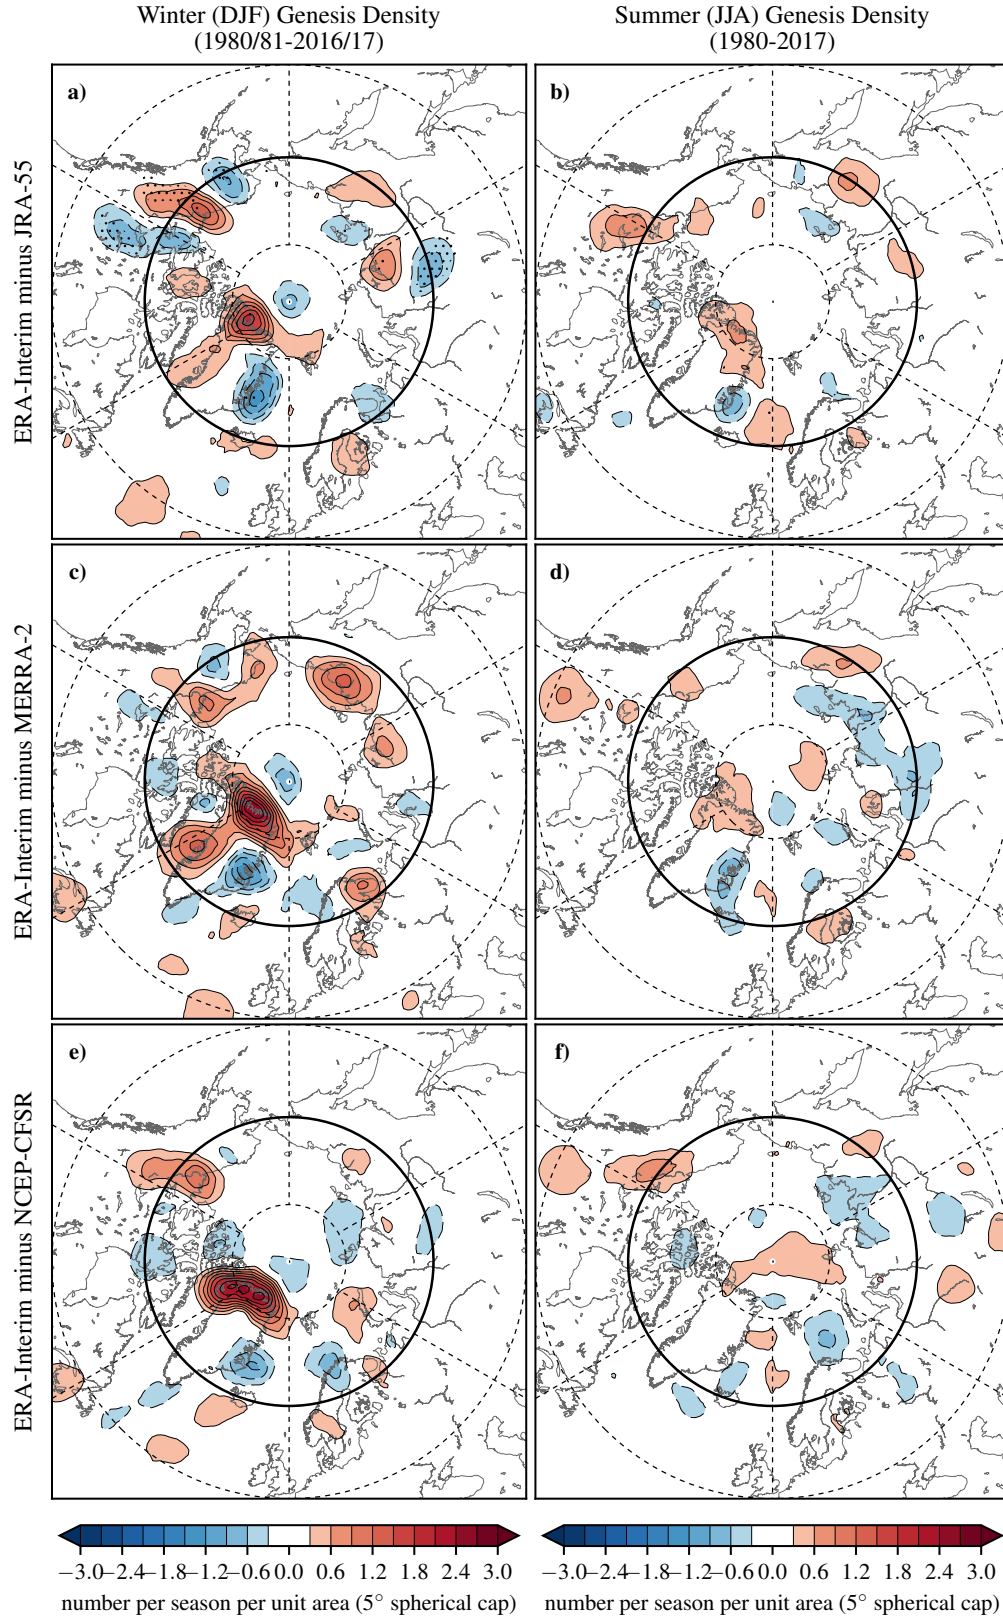 Winter (DJF) Genesis Density
(1980/81-2016/17)
Summer (JJA) Genesis Density
(1980-2017)
ERA-Interim minus JRA-55
a)
b)
ERA-Interim minus MERRA-2
c)
d)
ERA-Interim minus NCEP-CFSR
e)
f)
−3.0 −2.4 −1.8 −1.2 −0.6 0.0 0.6 1.2 1.8 2.4 3.0
number per season per unit area (5° spherical cap)
−3.0 −2.4 −1.8 −1.2 −0.6 0.0 0.6 1.2 1.8 2.4 3.0
number per season per unit area (5° spherical cap)